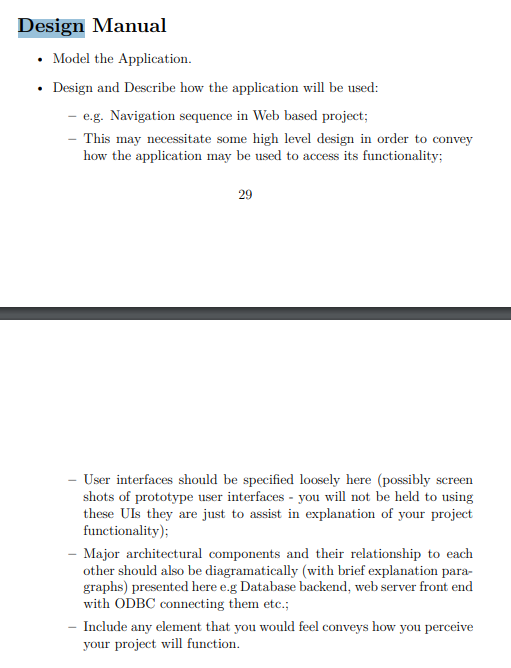 Design Manual
• Model the Application.
• Design and Describe how the application will be used:
– e.g. Navigation sequence in Web based project;
– This may necessitate some high level design in order to convey
how the application may be used to access its functionality;
29
– User interfaces should be specified loosely here (possibly screen
shots of prototype user interfaces - you will not be held to using
these UIs they are just to assist in explanation of your project
functionality);
– Major architectural components and their relationship to each
other should also be diagramatically (with brief explanation para-
graphs) presented here e.g Database backend, web server front end
with ODBC connecting them etc.;
– Include any element that you would feel conveys how you perceive
your project will function.